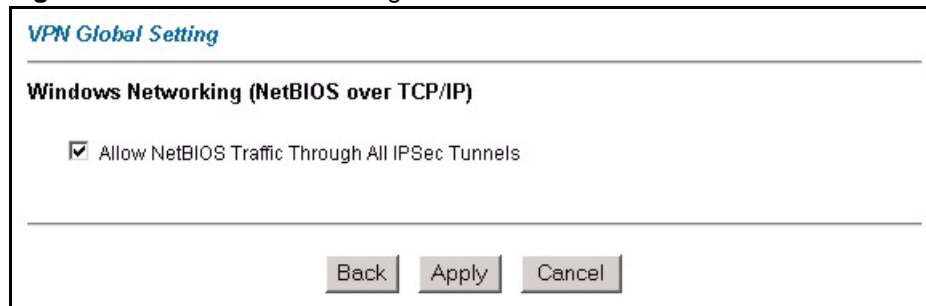 VPN Global Setting
Windows Networking (NetBIOS over TCP/IP)
Allow NetBIOS Traffic Through All IPSec Tunnels
Back Apply Cancel